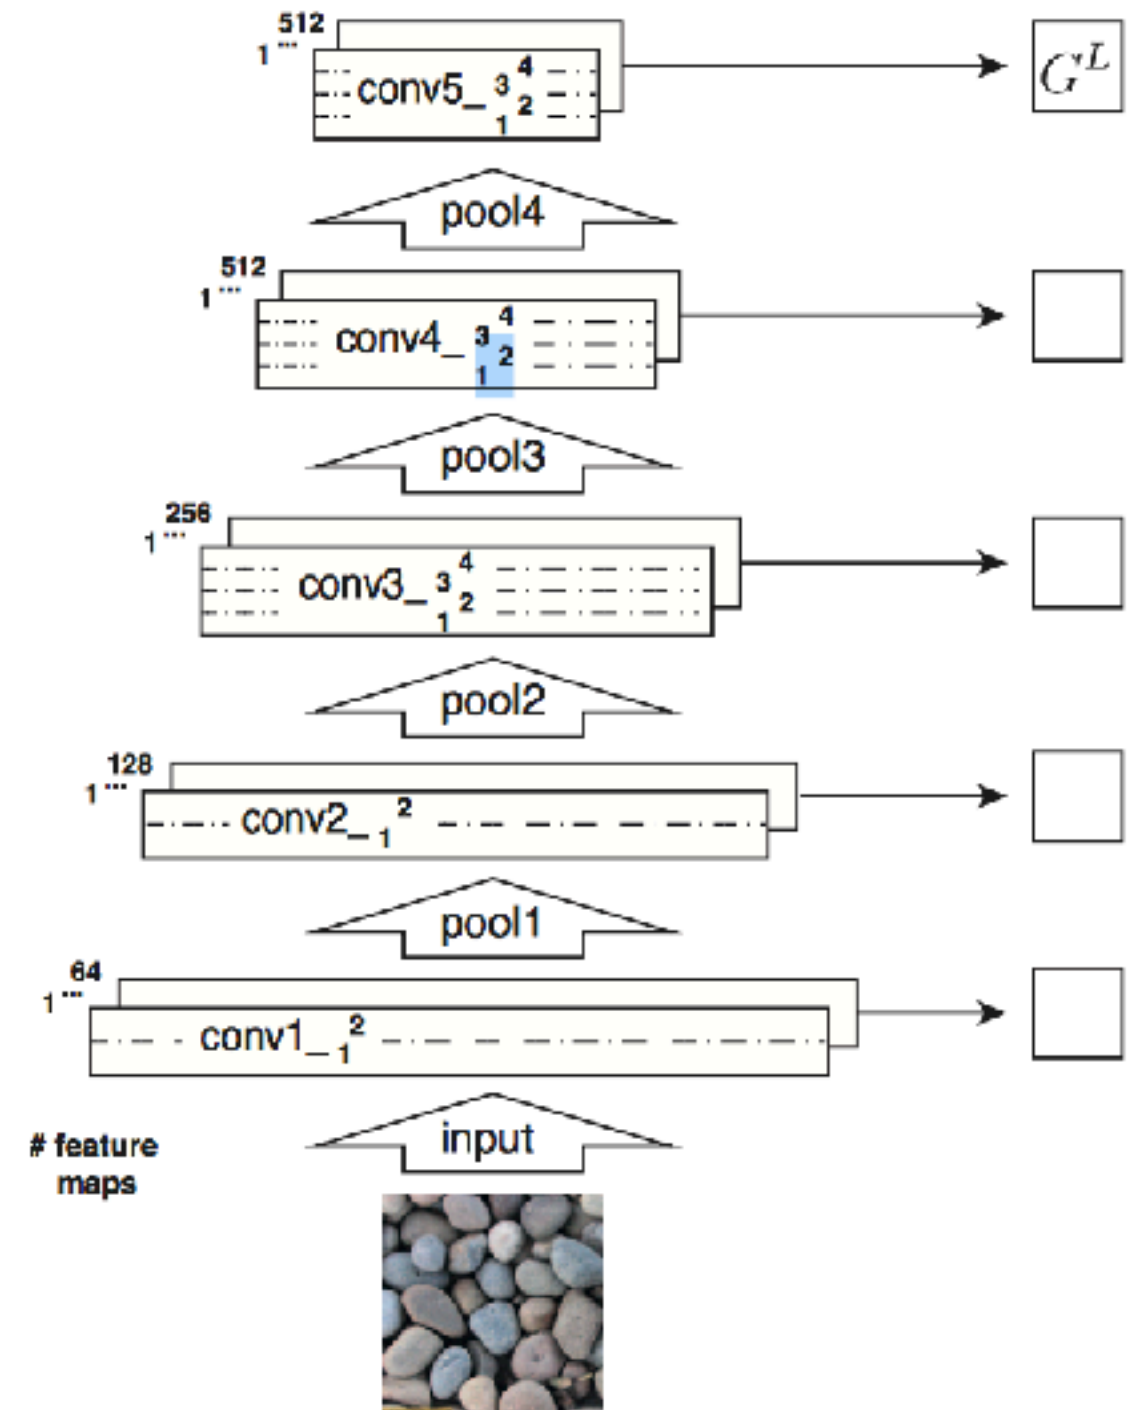 512
1 ...
conv5_ 1 2 3 4
G^L
pool4
512
1 ...
conv4_ 1 2 3 4
pool3
256
1 ...
conv3_ 1 2 3 4
pool2
128
1 ...
conv2_ 1 2
pool1
64
1 ...
conv1_ 1 2
# feature
maps
input